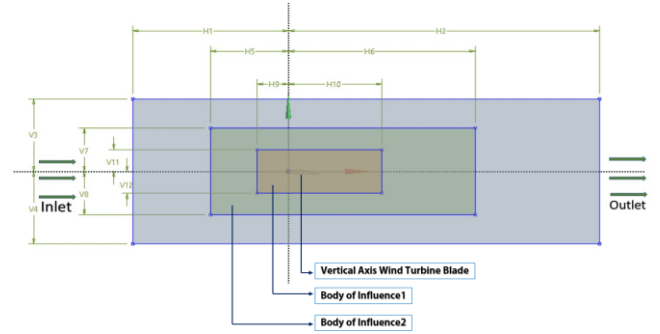 H1 H2
H5 H6
H9 H10
V3
V7
V11
V12
V8
V4
Inlet Outlet
Vertical Axis Wind Turbine Blade
Body of Influence1
Body of Influence2